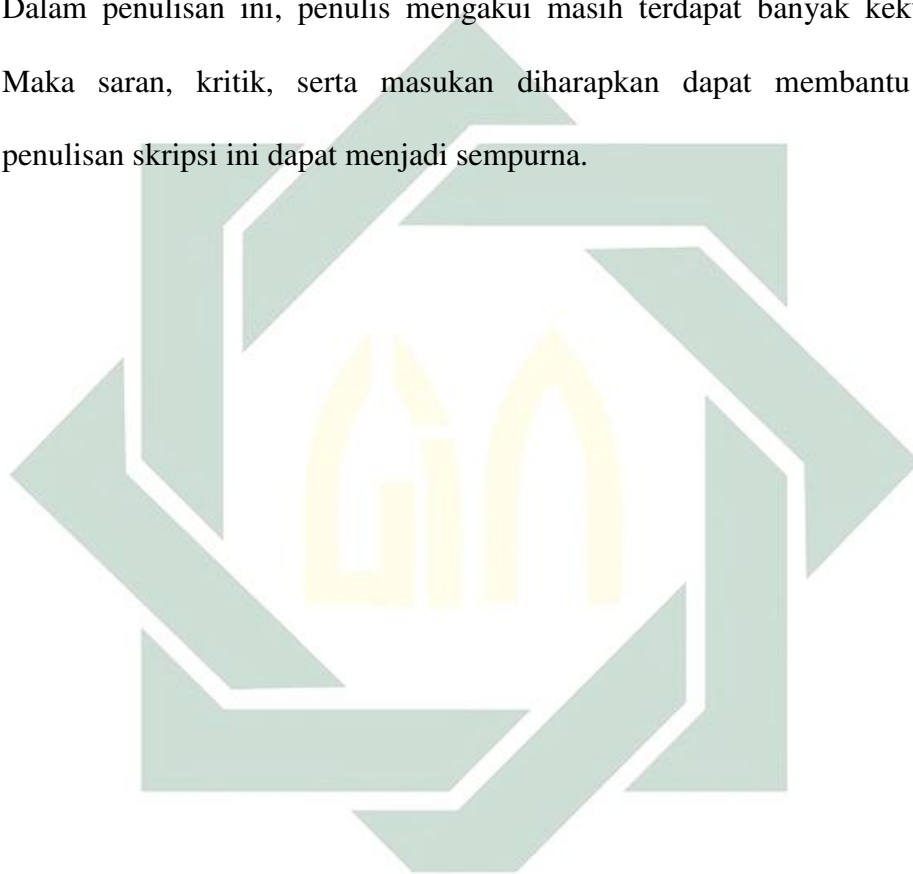 Dalam penulisan ini, penulis mengakui masih terdapat banyak
Maka saran, kritik, serta masukan diharapkan dapat membantu
penulisan skripsi ini dapat menjadi sempurna.